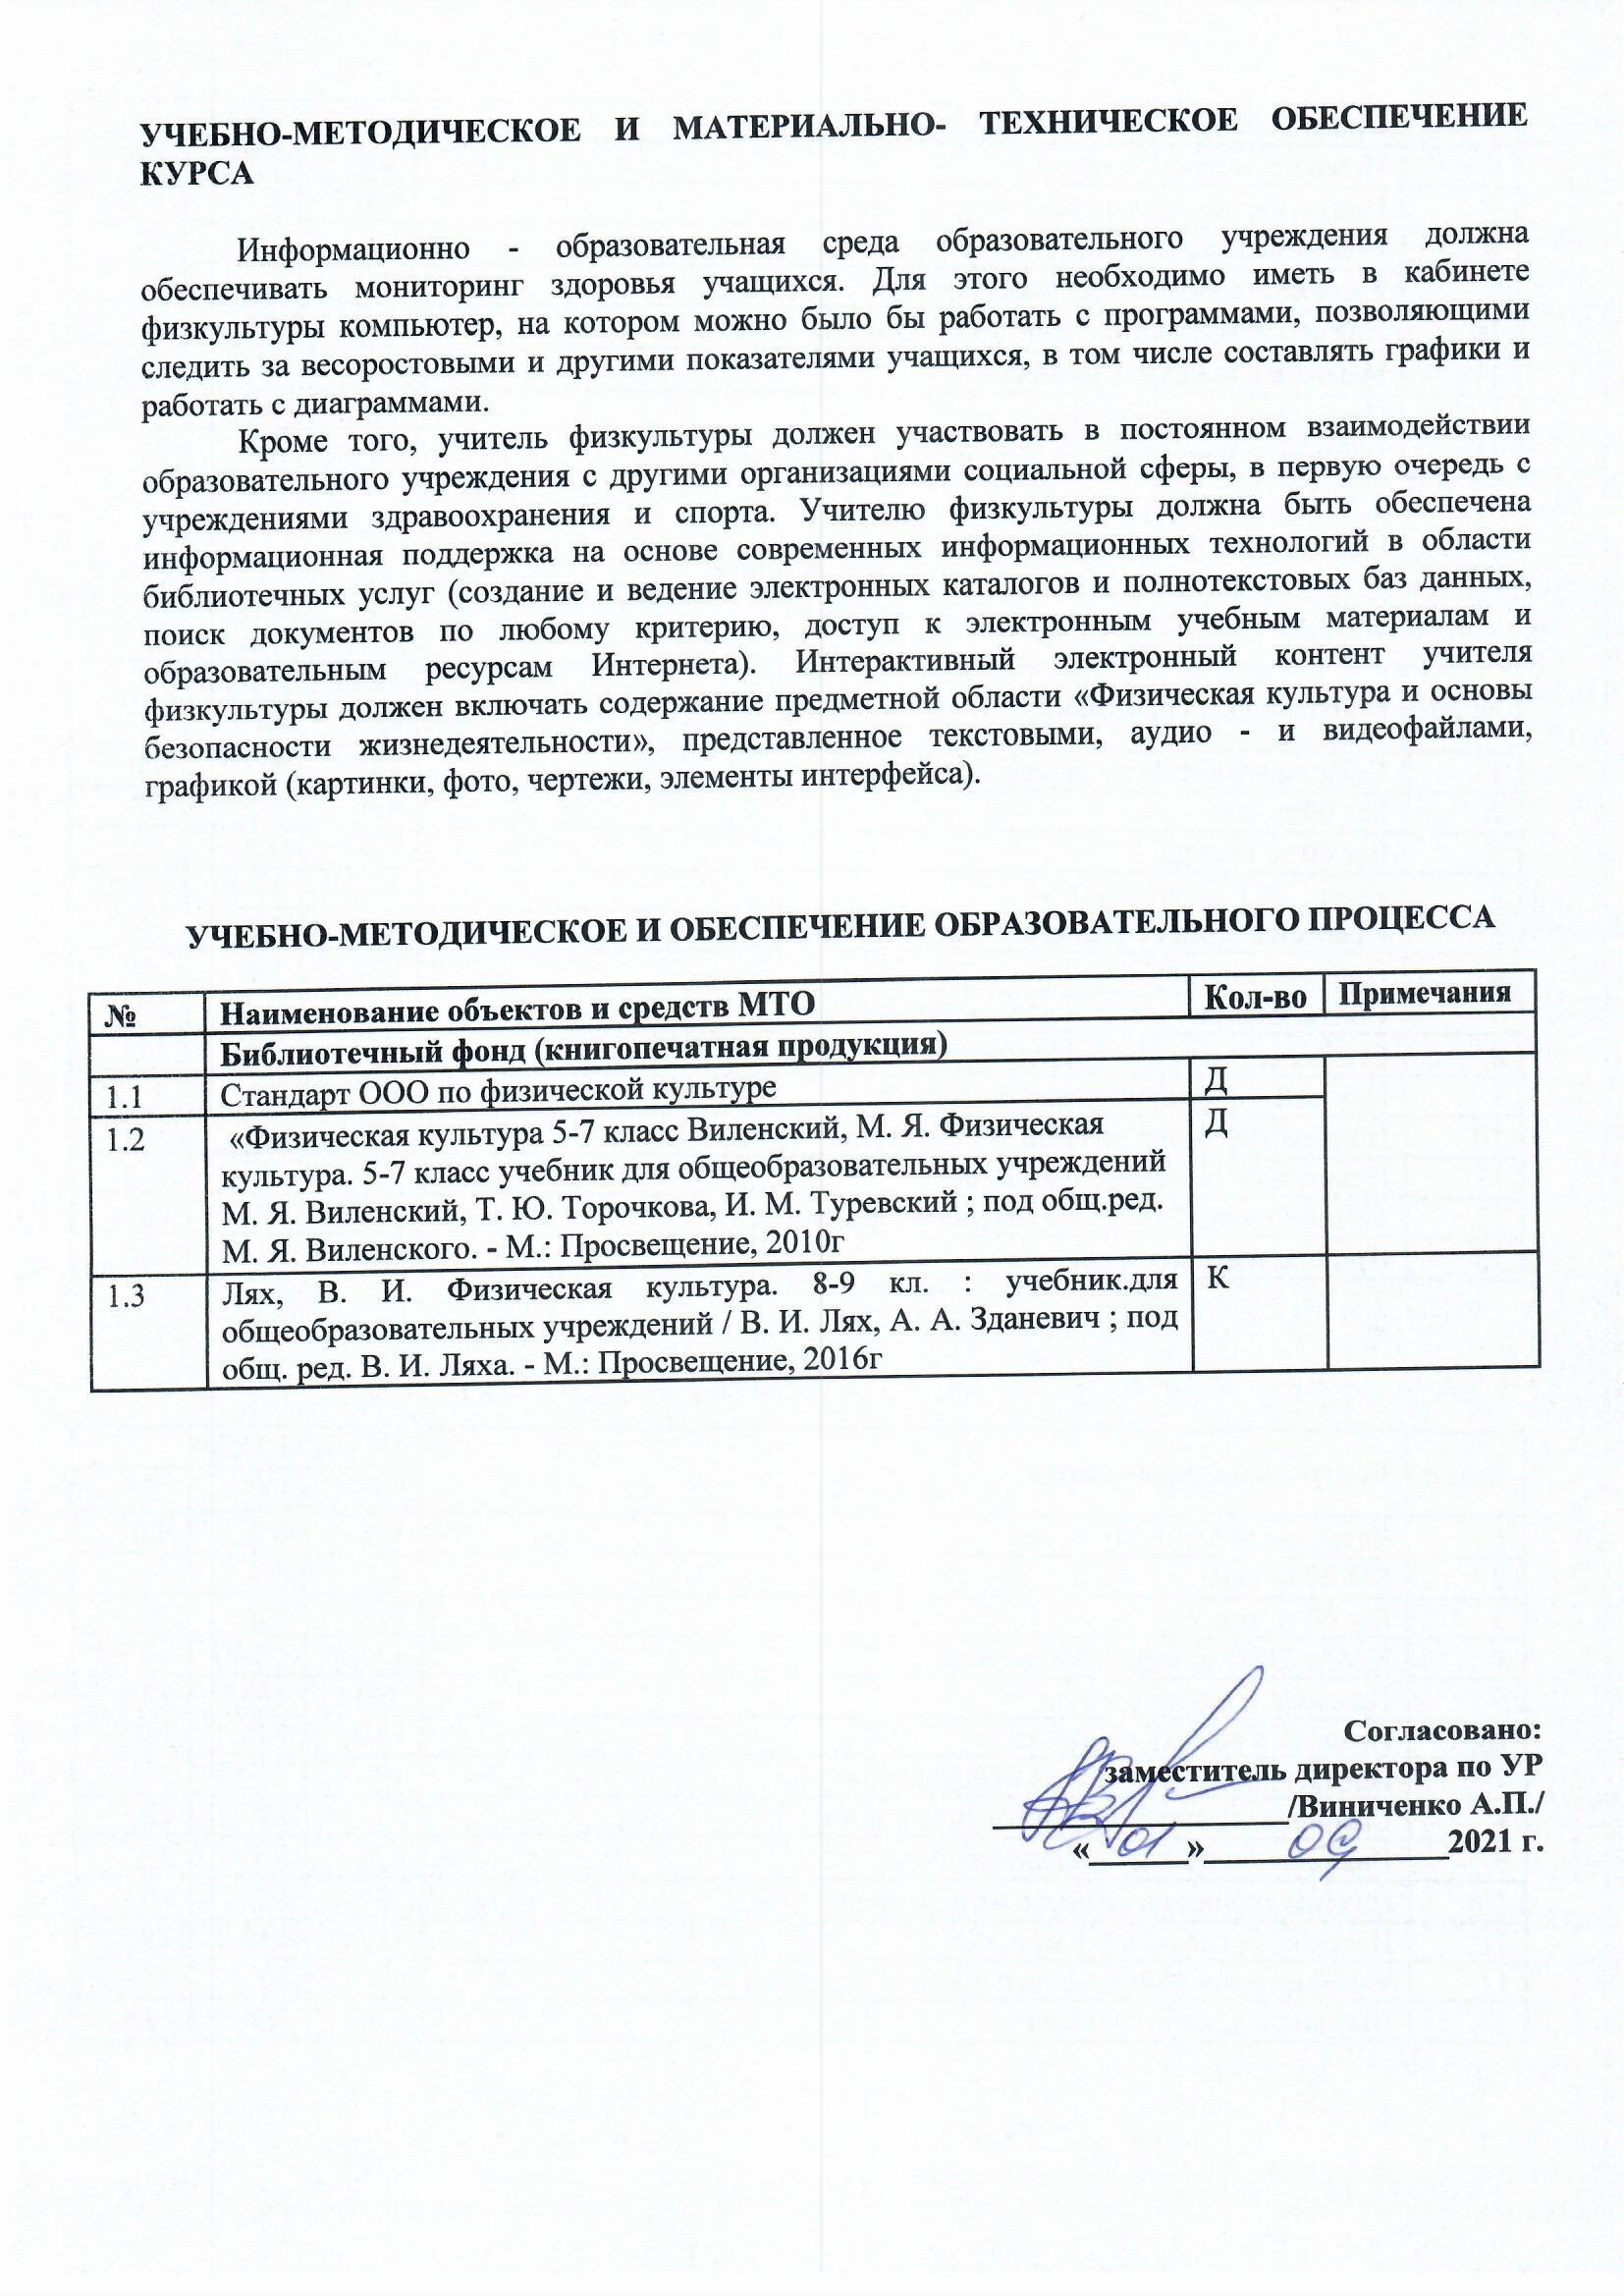 УЧЕБНО-МЕТОДИЧЕСКОЕ И МАТЕРИАЛЬНО- ТЕХНИЧЕСКОЕ ОБЕСПЕЧЕНИЕ
КУРСА
Информационно - образовательная среда образовательного учреждения должна
обеспечивать мониторинг здоровья учащихся. Для этого необходимо иметь в кабинете
физкультуры компьютер, на котором можно было бы работать с программами, позволяющими
следить за весоростовыми и другими показателями учащихся, в том числе составлять графики и
работать с диаграммами.
Кроме того, учитель физкультуры должен участвовать в постоянном взаимодействии
образовательного учреждения с другими организациями социальной сферы, в первую очередь с
учреждениями здравоохранения и спорта. Учителю физкультуры должна быть обеспечена
информационная поддержка на основе современных информационных технологий в области
библиотечных услуг (создание и ведение электронных каталогов и полнотекстовых баз данных,
поиск документов по любому критерию, доступ к электронным учебным материалам и
образовательным ресурсам Интернета). Интерактивный электронный контент учителя
физкультуры должен включать содержание предметной области «Физическая культура и основы
безопасности жизнедеятельности», представленное текстовыми, аудио - и видеофайлами,
графикой (картинки, фото, чертежи, элементы интерфейса).
УЧЕБНО-МЕТОДИЧЕСКОЕ И ОБЕСПЕЧЕНИЕ ОБРАЗОВАТЕЛЬНОГО ПРОЦЕССА
№ Наименование объектов и средств МТО Кол-во Примечания
Библиотечный фонд (книгопечатная продукция)
1.1 Стандарт ООО по физической культуре Д
1.2 «Физическая культура 5-7 класс Виленский, М. Я. Физическая Д
культура. 5-7 класс учебник для общеобразовательных учреждений
М. Я. Виленский, Т. Ю. Торочкова, И. М. Туревский ; под общ.ред.
М. Я. Виленского. - М.: Просвещение, 2010г
1.3 Лях, В. И. Физическая культура. 8-9 кл. : учебник.для К
общеобразовательных учреждений / В. И. Лях, А. А. Зданевич ; под
общ. ред. В. И. Ляха. - М.: Просвещение, 2016г
Согласовано:
заместитель директора по УР
/Виниченко А.П./
«01» 09 2021 г.